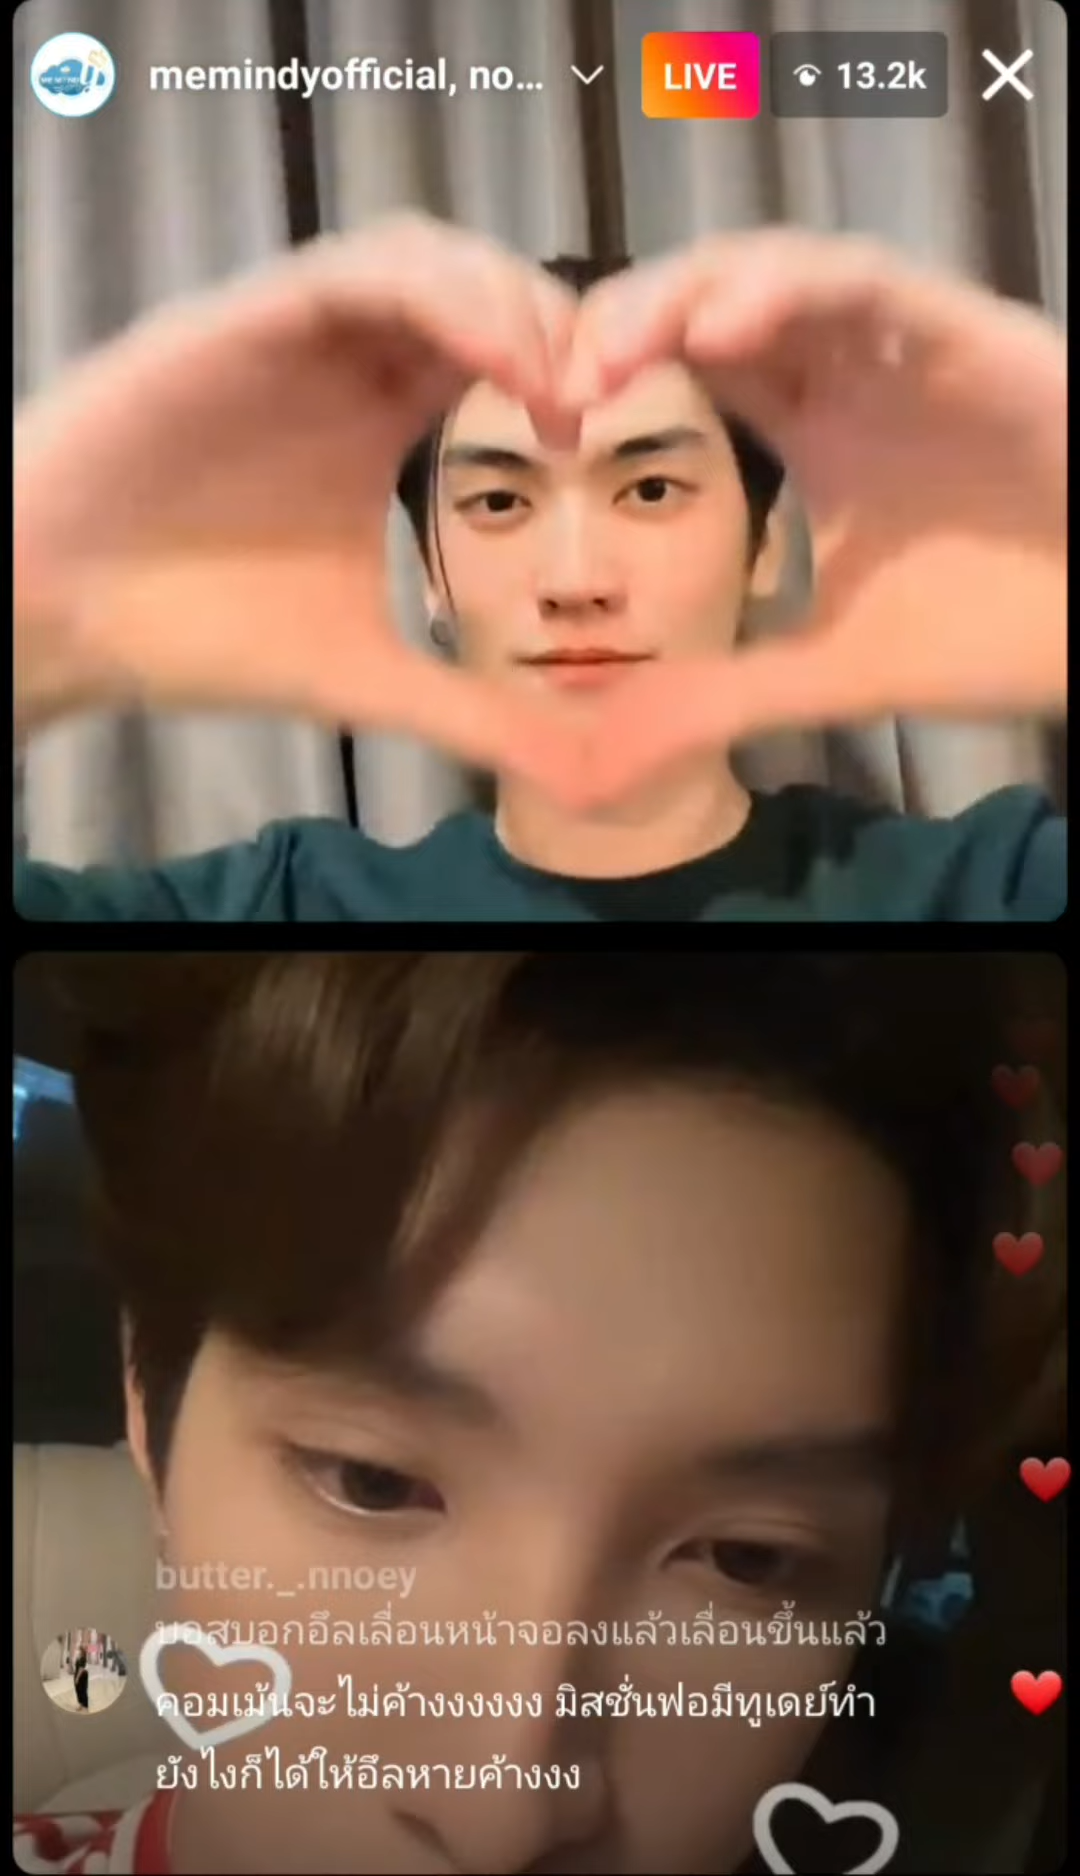 memindyofficial, no...
LIVE
13.2k
butter._.nnoey
บอสบอกอึลเลื่อนหน้าจอลงแล้วเลื่อนขึ้นแล้ว
คอมเม้นจะไม่ค้างงงงงง มิสชั่นฟอมีทูเดย์ทำ
ยังไงก็ได้ให้อึลหายค้างงง